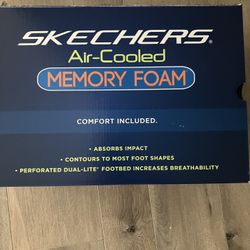 SKECHERS®
Air-Cooled
MEMORY FOAM
COMFORT INCLUDED.
• ABSORBS IMPACT
• CONTOURS TO MOST FOOT SHAPES
• PERFORATED DUAL-LITE® FOOTBED INCREASES BREATHABILITY